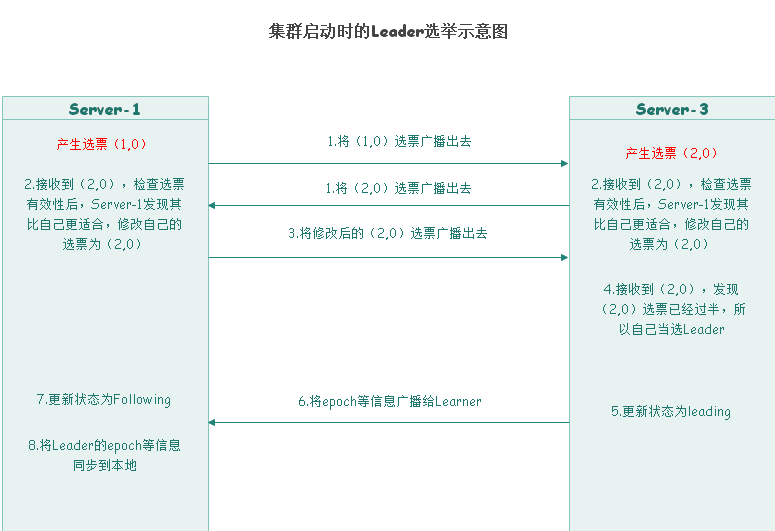 集群启动时的Leader选举示意图
Server-1
产生选票（1,0）
2.接收到（2,0），检查选票
有效性后，Server-1发现其
比自己更适合，修改自己的
选票为（2,0）
7.更新状态为Following
8.将Leader的epoch等信息
同步到本地
1.将（1,0）选票广播出去
1.将（2,0）选票广播出去
3.将修改后的（2,0）选票广播出去
6.将epoch等信息广播给Learner
Server-3
产生选票（2,0）
2.接收到（2,0），检查选票
有效性后，Server-1发现其
比自己更适合，修改自己的
选票为（2,0）
4.接收到（2,0），发现
（2,0）选票已经过半，所
以自己当选Leader
5.更新状态为leading